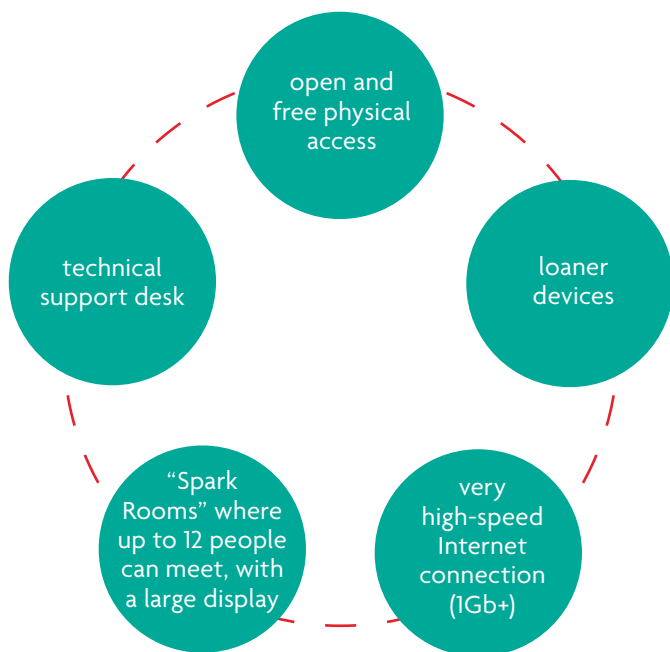 open and
free physical
access
technical
support desk
loaner
devices
“Spark
Rooms” where
up to 12 people
can meet, with
a large display
very
high-speed
Internet
connection
(1Gb+)